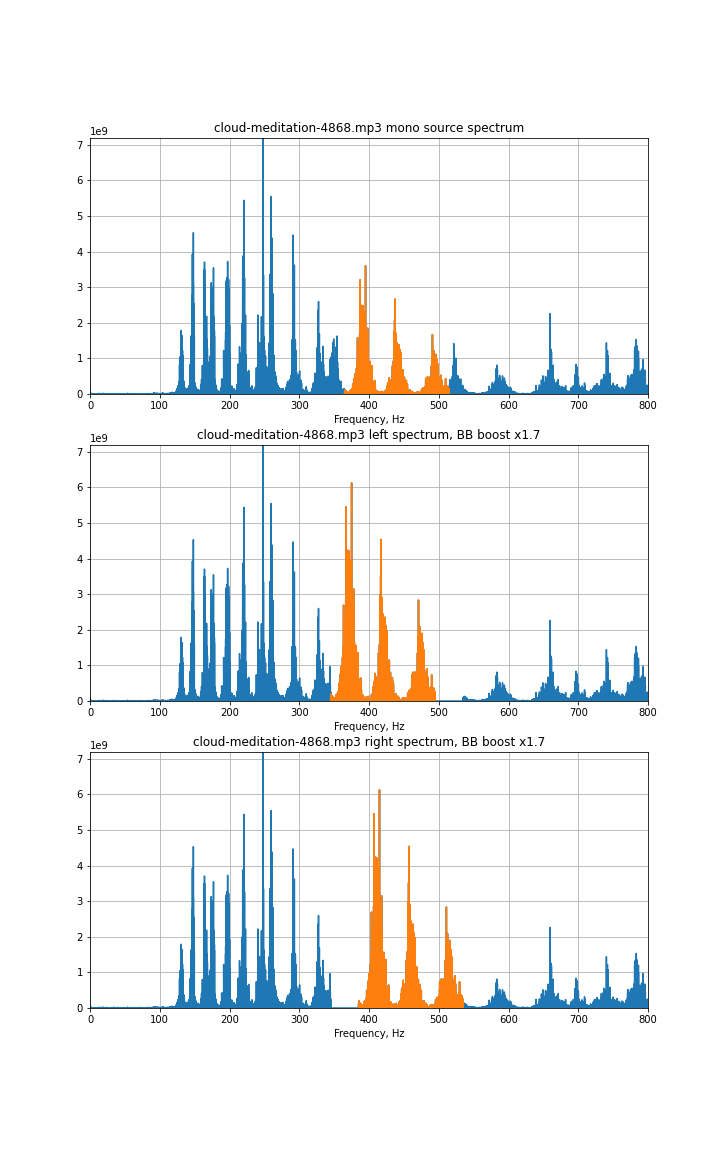 cloud-meditation-4868.mp3 mono source spectrum
1e9
7
6
5
4
3
2
1
0
0 100 200 300 400 500 600 700 800
Frequency, Hz
cloud-meditation-4868.mp3 left spectrum, BB boost x1.7
1e9
7
6
5
4
3
2
1
0
0 100 200 300 400 500 600 700 800
Frequency, Hz
cloud-meditation-4868.mp3 right spectrum, BB boost x1.7
1e9
7
6
5
4
3
2
1
0
0 100 200 300 400 500 600 700 800
Frequency, Hz